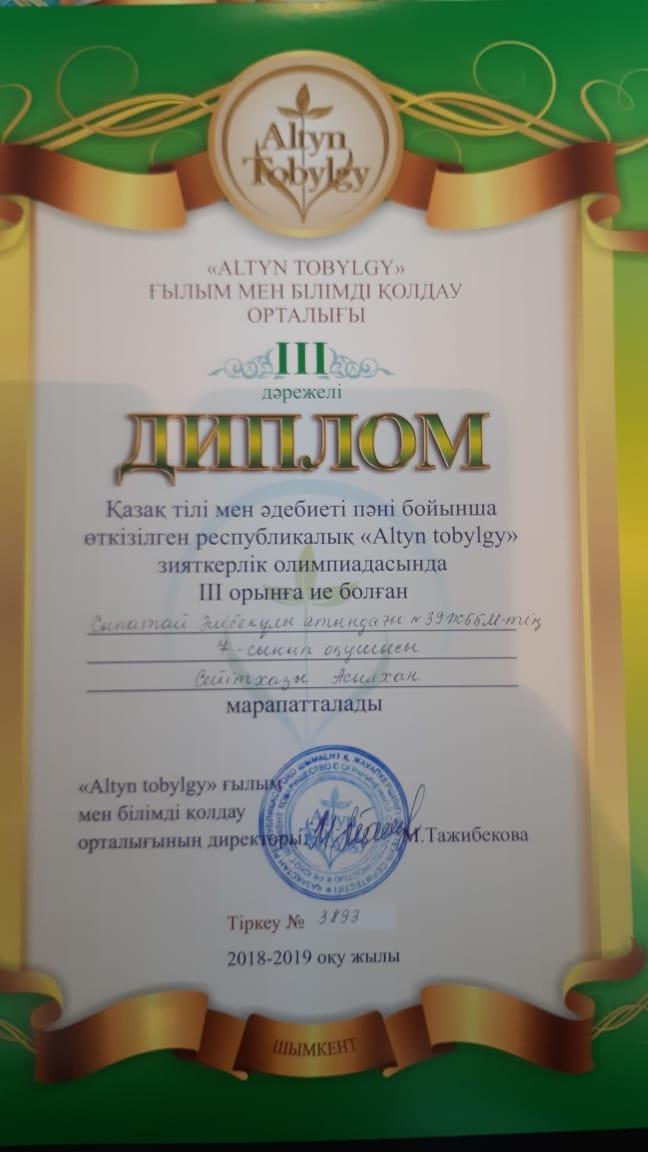 Altyn
Tobylgy
«ALTYN TOBYLGY»
ҒЫЛЫМ МЕН БІЛІМДІ ҚОЛДАУ
ОРТАЛЫҒЫ
III
дәрежелі
ДИПЛОМ
Қазақ тілі мен әдебиеті пәні бойынша
өткізілген республикалық «Altyn tobylgy»
зияткерлік олимпиадасында
III орынға ие болған
Сыпатай атындағы №39 ЖББМ-тің
7-сынып оқушысы
Сейтхазы Асылхан
марапатталады
«Altyn tobylgy» ғылым
мен білімді қолдау
орталығының директоры: М.Тажибекова
Тіркеу № 3893
2018-2019 оқу жылы
ШЫМКЕНТ